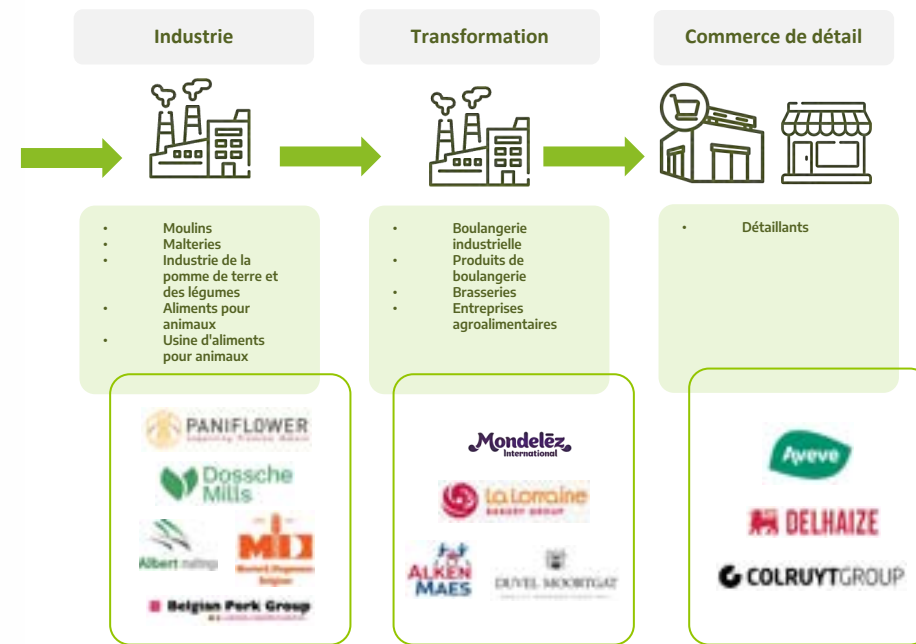 Industrie
Transformation
Commerce de détail
• Moulins
• Malteries
• Industrie de la
pomme de terre et
des légumes
• Aliments pour
animaux
• Usine d'aliments
pour animaux
• Boulangerie
industrielle
• Produits de
boulangerie
• Brasseries
• Entreprises
agroalimentaires
• Détaillants
PANIFLOWER
Dossche
Mills
Albert
Belgian Pork Group
Mondelēz
International
La Lorraine
BAKERY GROUP
ALKEN
MAES
DUVEL MOORTGAT
Aveve
DELHAIZE
COLRUYTGROUP